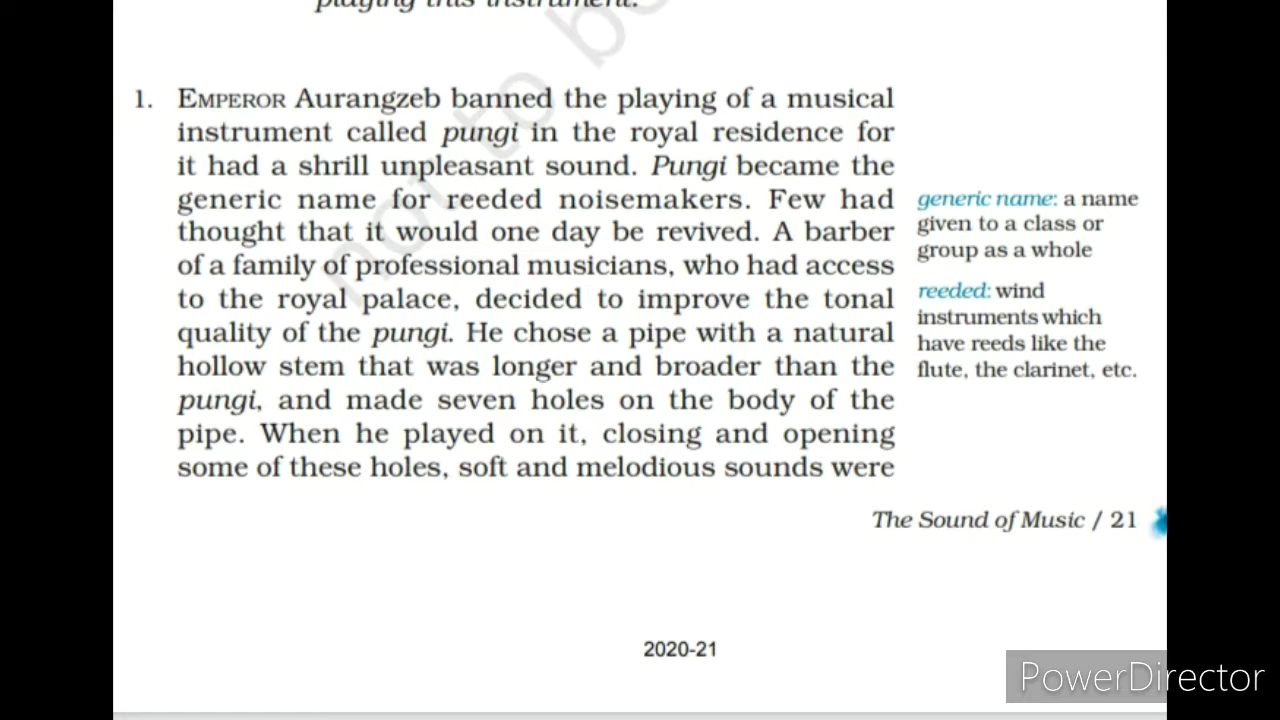 playing this instrument.
1. EMPEROR Aurangzeb banned the playing of a musical
instrument called pungi in the royal residence for
it had a shrill unpleasant sound. Pungi became the
generic name for reeded noisemakers. Few had
thought that it would one day be revived. A barber
of a family of professional musicians, who had access
to the royal palace, decided to improve the tonal
quality of the pungi. He chose a pipe with a natural
hollow stem that was longer and broader than the
pungi, and made seven holes on the body of the
pipe. When he played on it, closing and opening
some of these holes, soft and melodious sounds were
generic name: a name
given to a class or
group as a whole
reeded: wind
instruments which
have reeds like the
flute, the clarinet, etc.
The Sound of Music / 21
2020-21
not to be
PowerDirector